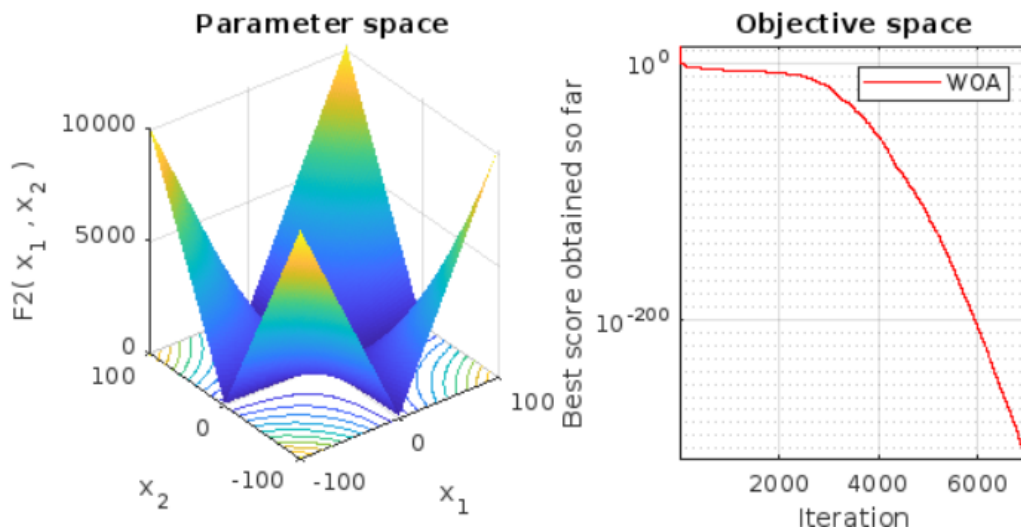 Parameter space
10000
5000
0
F2( x1 , x2 )
100
0
-100
x2
-100
0
100
x1
Objective space
10^0
10^-200
Best score obtained so far
WOA
2000 4000 6000
Iteration